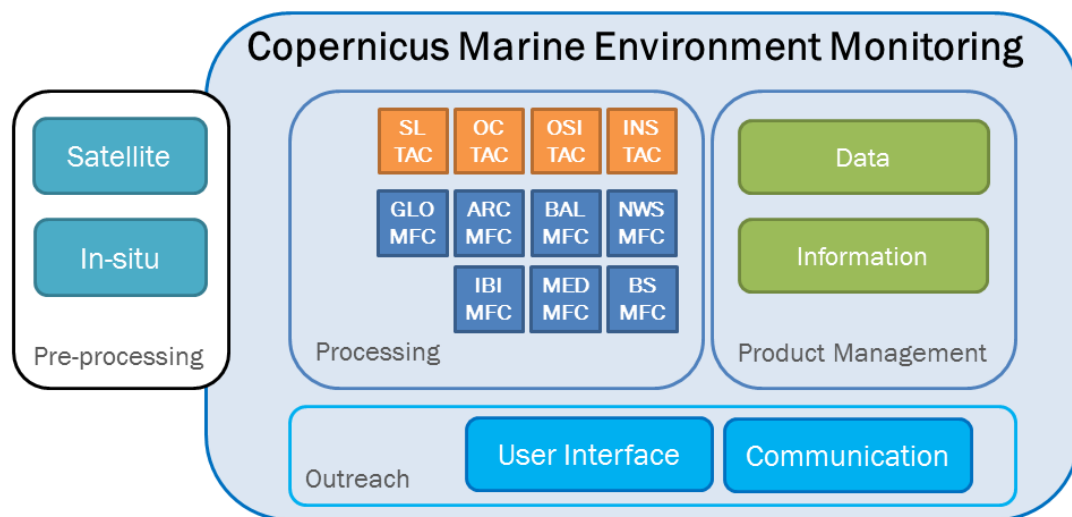 Copernicus Marine Environment Monitoring
Satellite
In-situ
Pre-processing
SL
TAC
OC
TAC
OSI
TAC
INS
TAC
GLO
MFC
ARC
MFC
BAL
MFC
NWS
MFC
IBI
MFC
MED
MFC
BS
MFC
Processing
Data
Information
Product Management
User Interface
Communication
Outreach